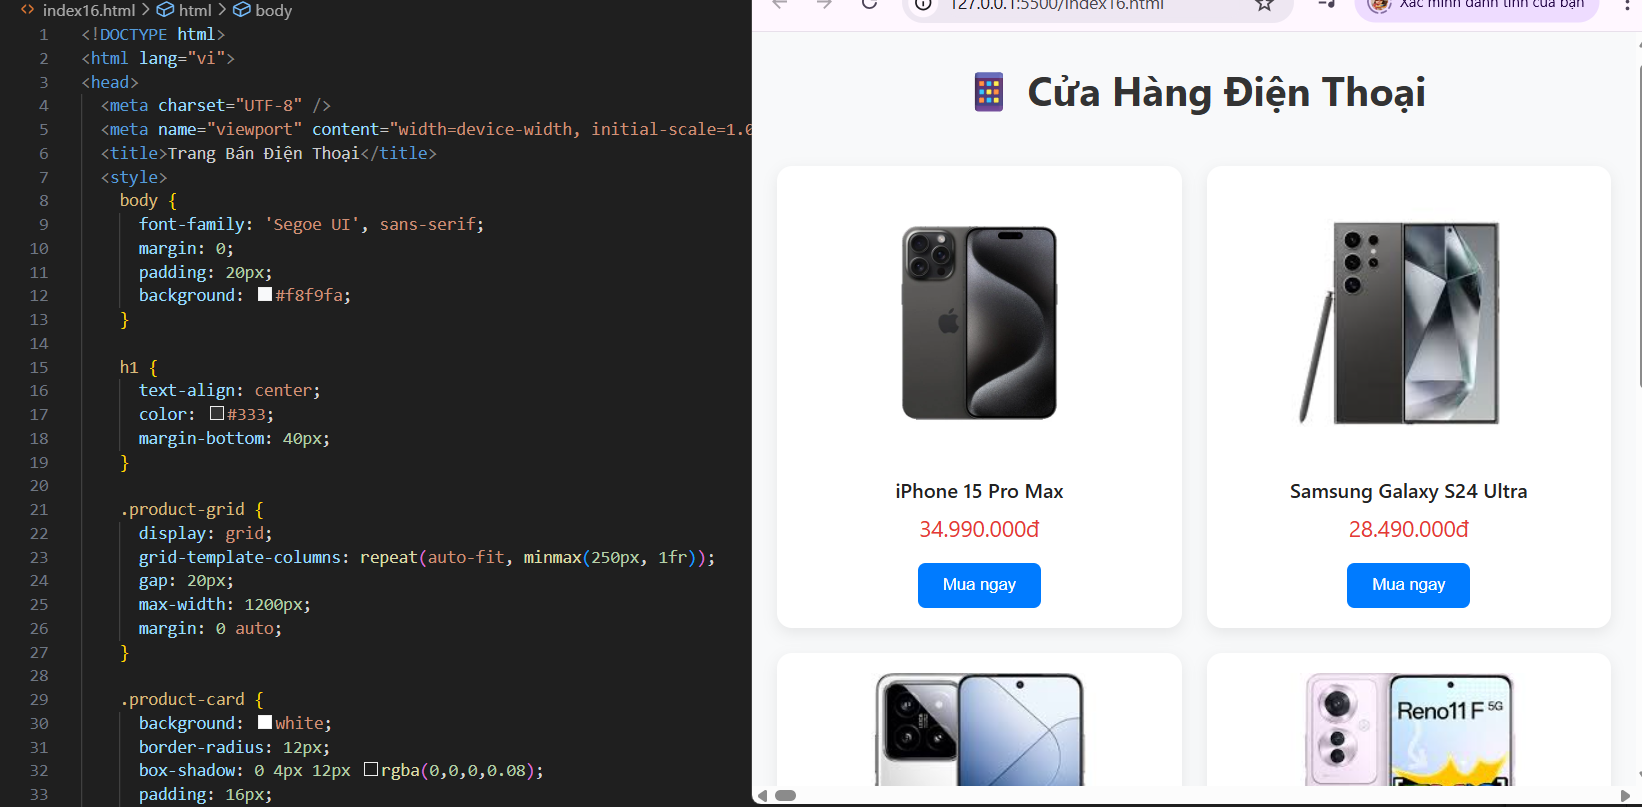 index16.html > html > body
1 <!DOCTYPE html>
2 <html lang="vi">
3 <head>
4 <meta charset="UTF-8" />
5 <meta name="viewport" content="width=device-width, initial-scale=1.0
6 <title>Trang Bán Điện Thoại</title>
7 <style>
8 body {
9 font-family: 'Segoe UI', sans-serif;
10 margin: 0;
11 padding: 20px;
12 background: #f8f9fa;
13 }
14
15 h1 {
16 text-align: center;
17 color: #333;
18 margin-bottom: 40px;
19 }
20
21 .product-grid {
22 display: grid;
23 grid-template-columns: repeat(auto-fit, minmax(250px, 1fr));
24 gap: 20px;
25 max-width: 1200px;
26 margin: 0 auto;
27 }
28
29 .product-card {
30 background: white;
31 border-radius: 12px;
32 box-shadow: 0 4px 12px rgba(0,0,0,0.08);
33 padding: 16px;
127.0.0.1:5500/index16.html
Xác minh danh tính của bạn
Cửa Hàng Điện Thoại
iPhone 15 Pro Max
34.990.000đ
Mua ngay
Samsung Galaxy S24 Ultra
28.490.000đ
Mua ngay
Reno11 F 5G